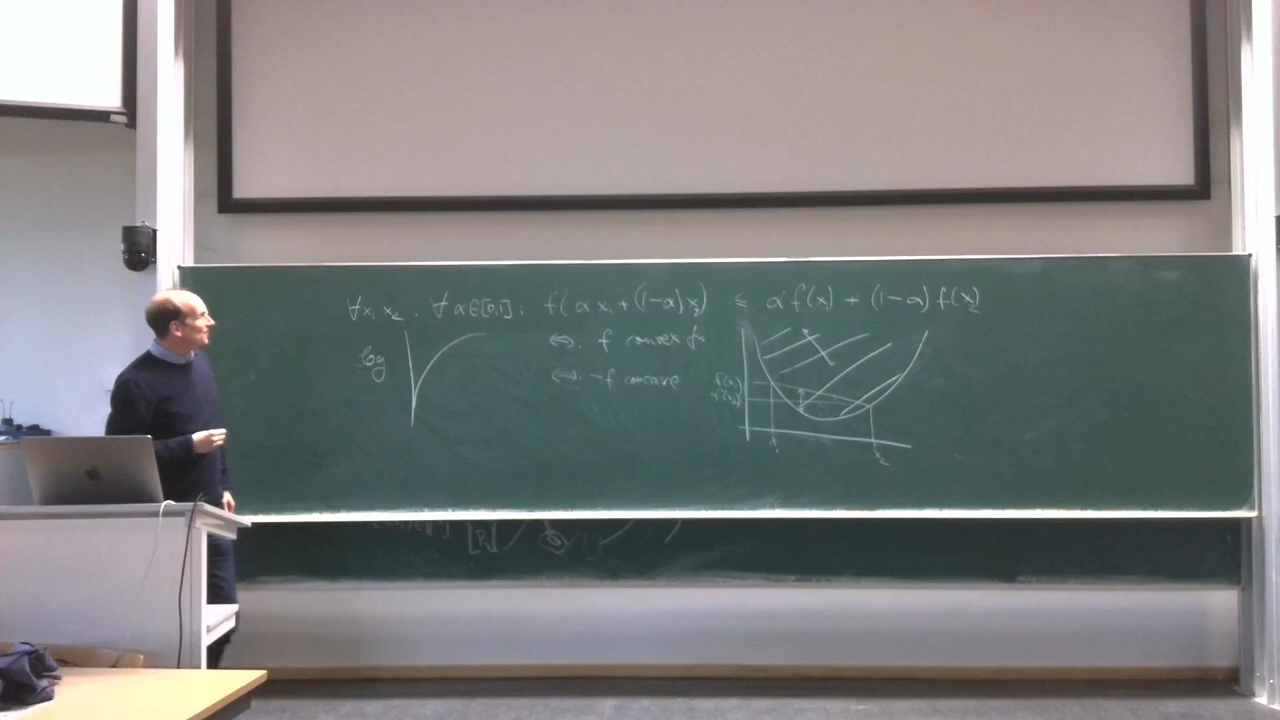 ∀x₁ x₂ . ∀α∈[0,1] : f(αx₁+(1-α)x₂) ≤ αf(x₁) + (1-α)f(x₂)
log
⇔: f convex fⁿ
⇔: -f concave
f(x₁)
f(x₂)
x₁
x₂
[P₁]